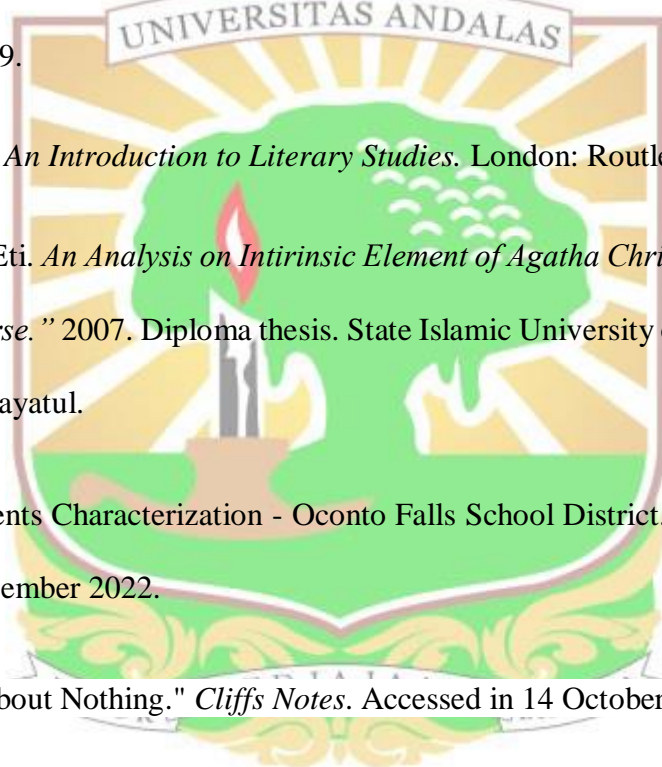 UNIVERSITAS ANDALAS
9.
An Introduction to Literary Studies. London: Routle
Eti. An Analysis on Intirinsic Element of Agatha Chri
rse.” 2007. Diploma thesis. State Islamic University
ayatul.
ents Characterization - Oconto Falls School District.
ember 2022.
bout Nothing." Cliffs Notes. Accessed in 14 October